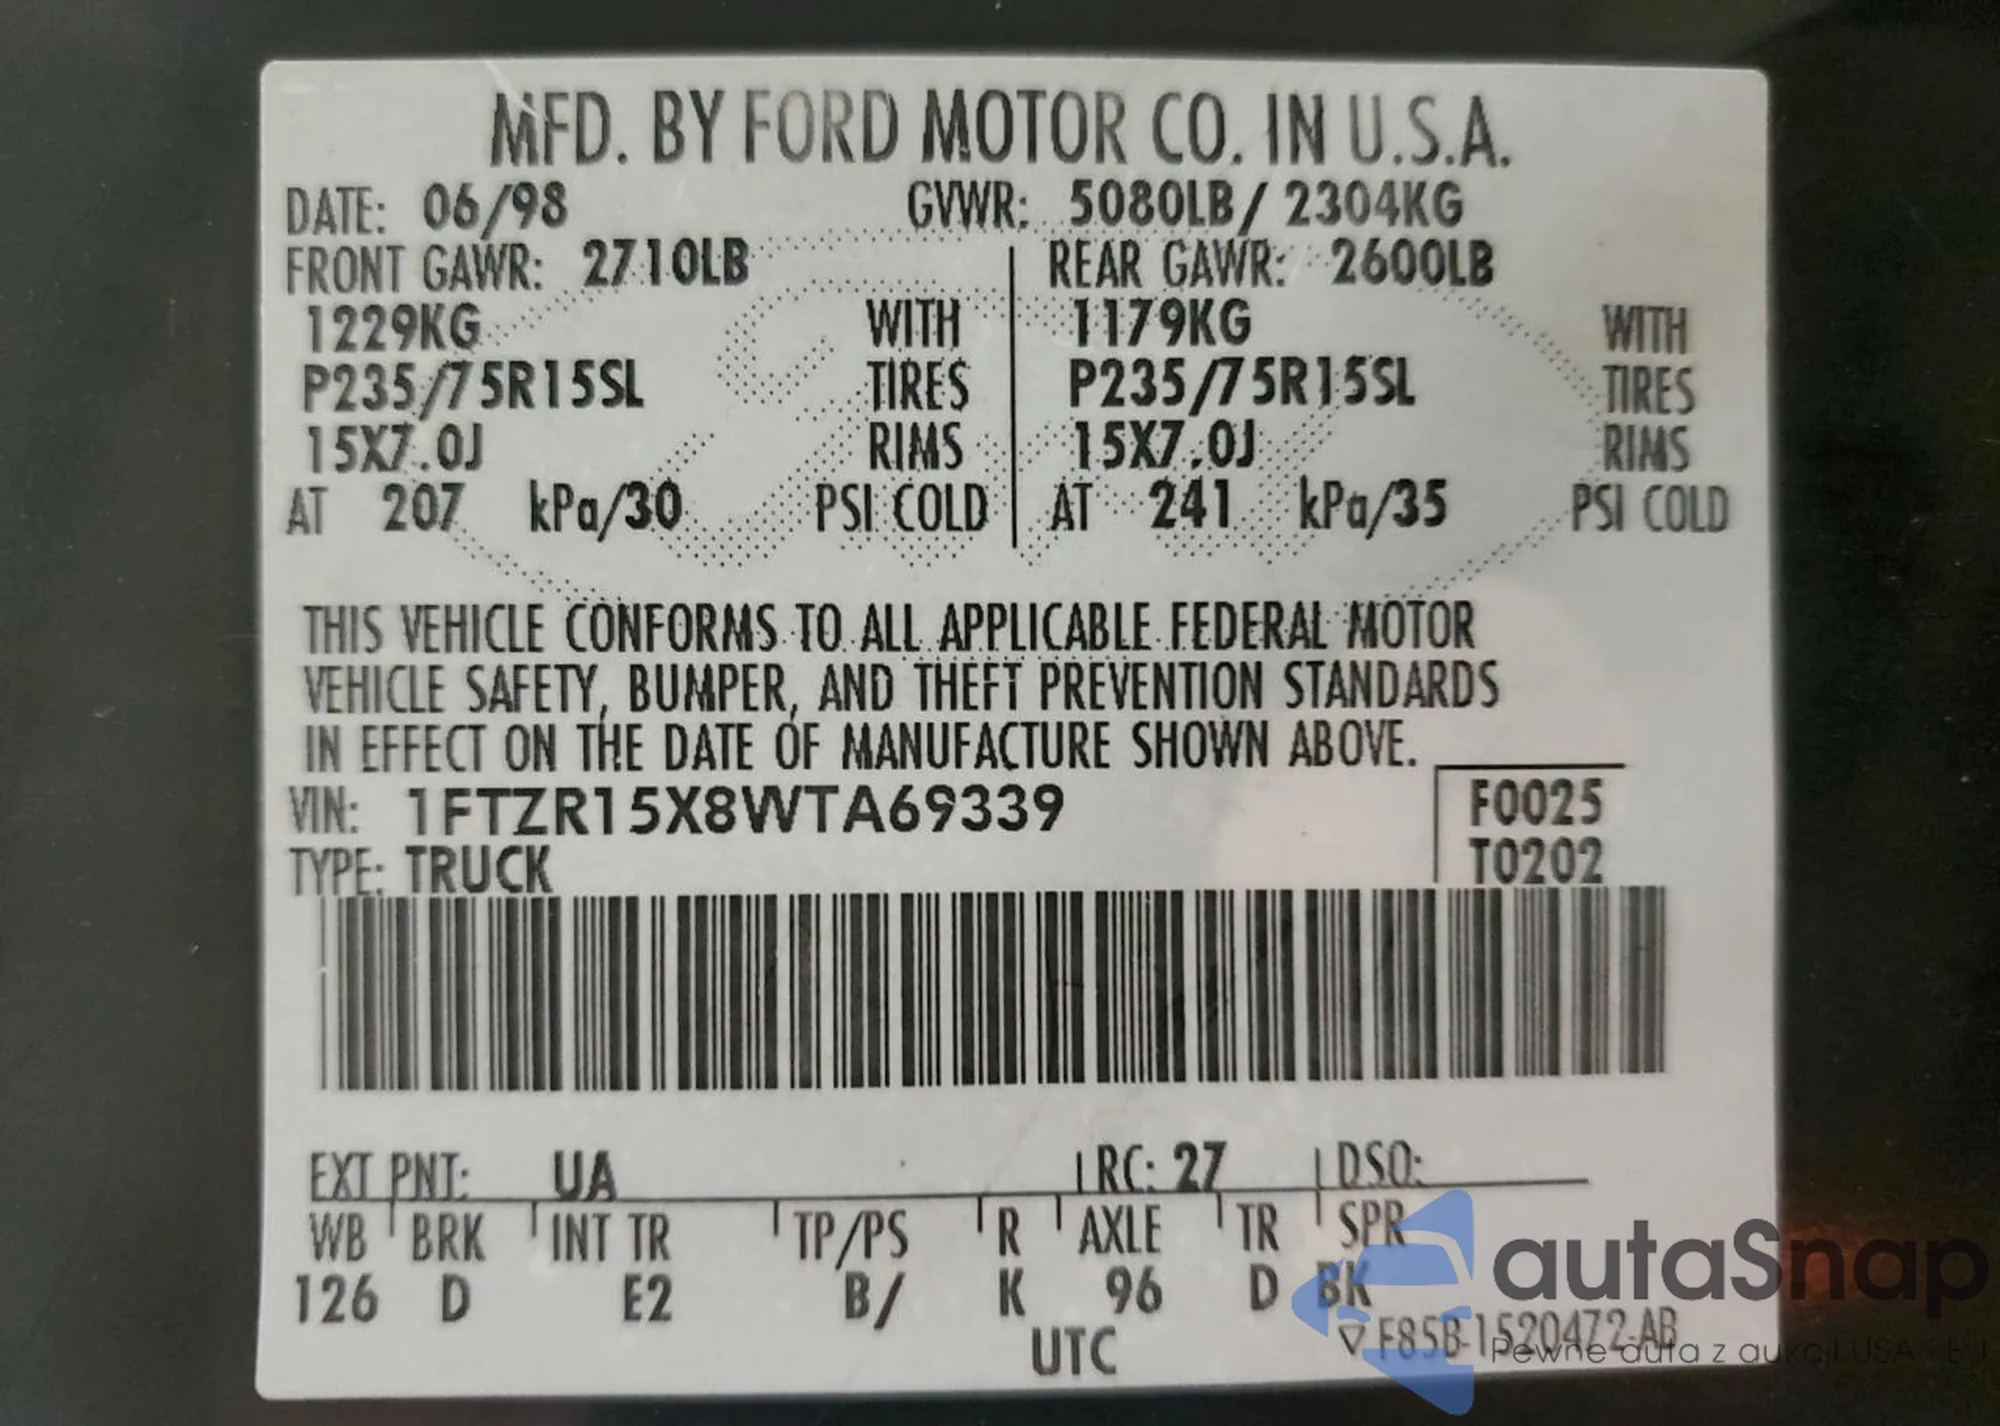 MFD. BY FORD MOTOR CO. IN U.S.A.
DATE: 06/98 GVWR: 5080LB/ 2304KG
FRONT GAWR: 2710LB REAR GAWR: 2600LB
1229KG WITH 1179KG WITH
P235/75R15SL TIRES P235/75R15SL TIRES
15X7.0J RIMS 15X7.0J RIMS
AT 207 kPa/30 PSI COLD AT 241 kPa/35 PSI COLD
THIS VEHICLE CONFORMS TO ALL APPLICABLE FEDERAL MOTOR
VEHICLE SAFETY, BUMPER, AND THEFT PREVENTION STANDARDS
IN EFFECT ON THE DATE OF MANUFACTURE SHOWN ABOVE.
VIN: 1FTZR15X8WTA69339 F0025
TYPE: TRUCK T0202
EXT PNT: UA RC: 27 DSO:
WB BRK INT TR TP/PS R AXLE TR SPR
126 D E2 B/ K 96 D BK
UTC ▽ F85B-1520472-AB
autaSnap
Pewne auta z aukcji USA - EU